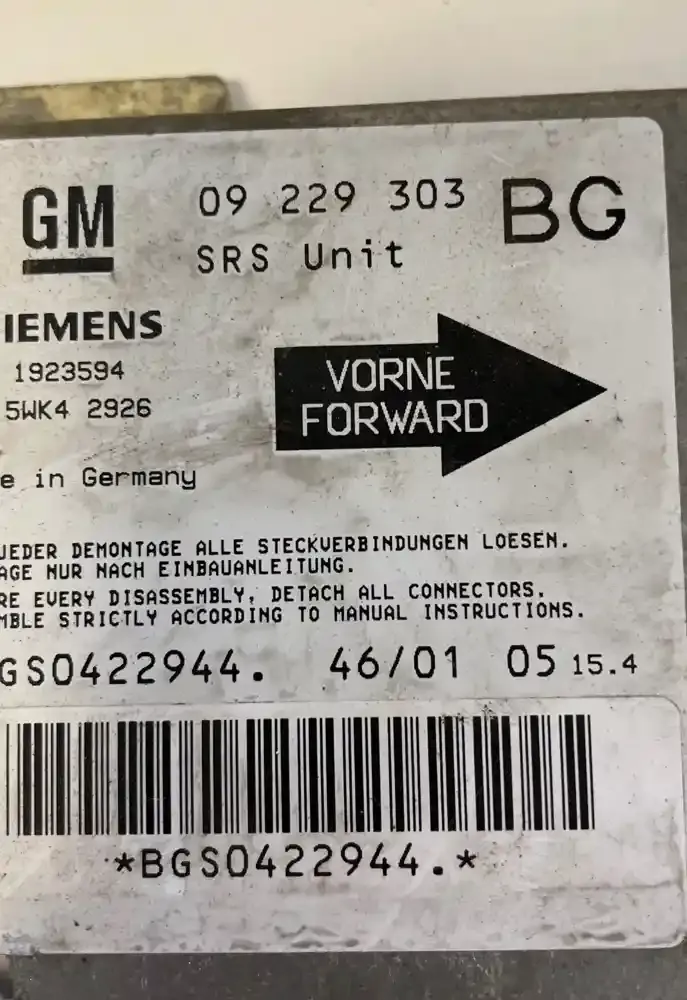 GM
09 229 303 BG
SRS Unit
IEMENS
1923594
5WK4 2926
VORNE
FORWARD
e in Germany
JEDER DEMONTAGE ALLE STECKVERBINDUNGEN LOESEN.
AGE NUR NACH EINBAUANLEITUNG.
RE EVERY DISASSEMBLY, DETACH ALL CONNECTORS.
MBLE STRICTLY ACCORDING TO MANUAL INSTRUCTIONS.
GS0422944. 46/01 05 15.4
*BGS0422944.*